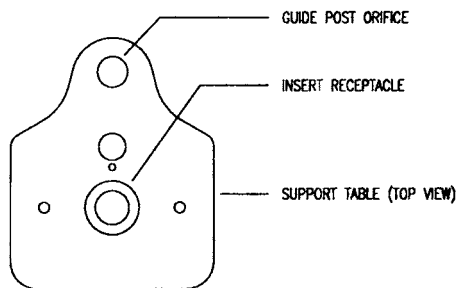 GUIDE POST ORIFICE
INSERT RECEPTACLE
SUPPORT TABLE (TOP VIEW)